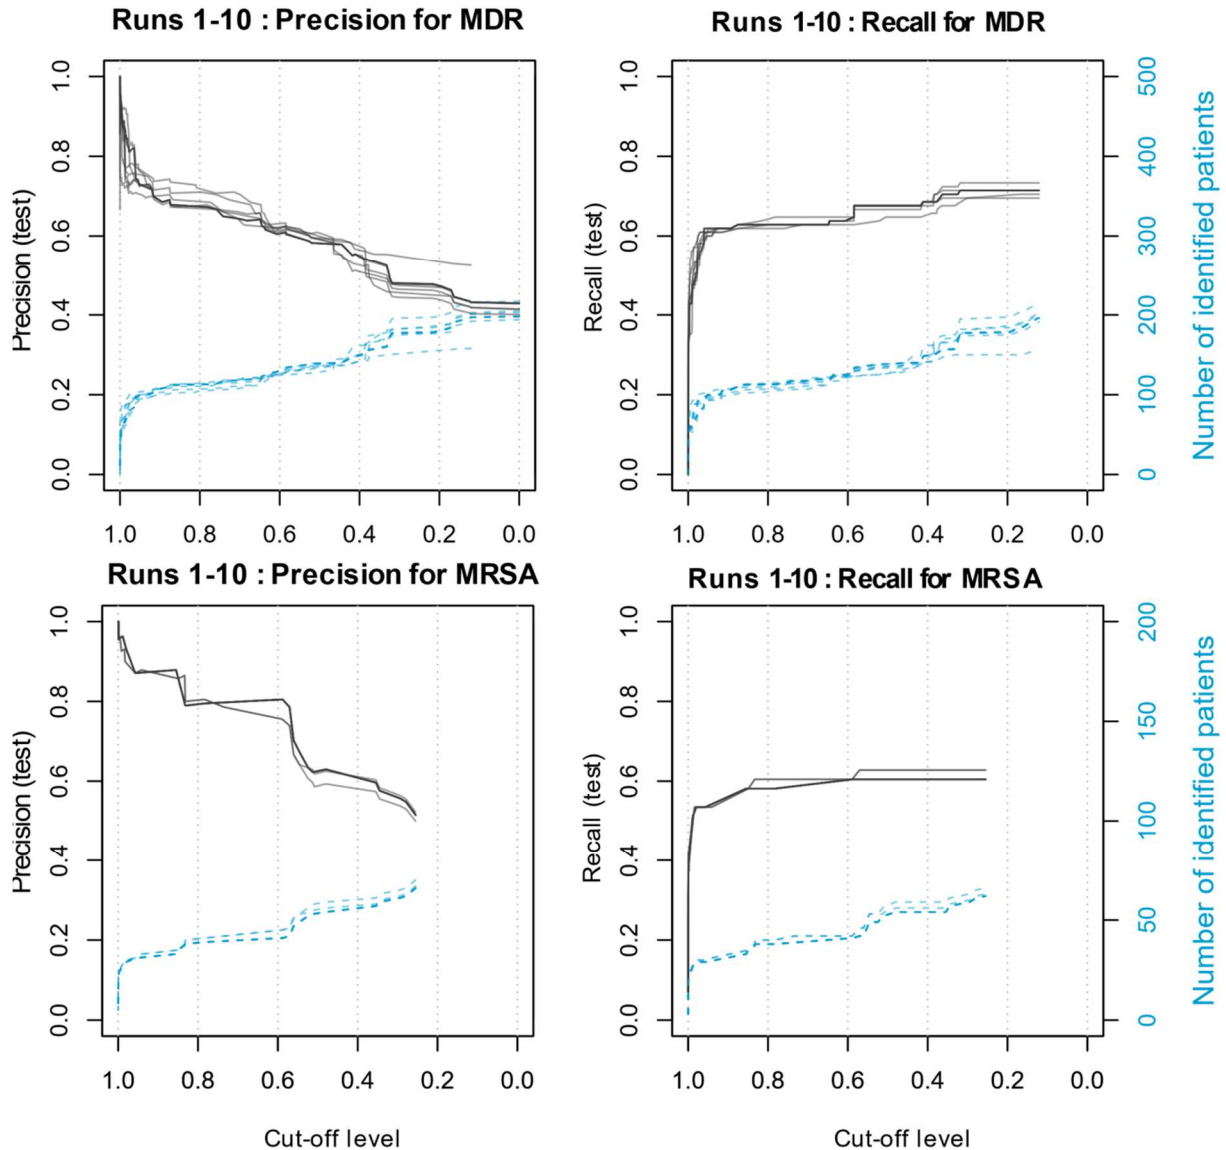 Runs 1-10 : Precision for MDR
Precision (test)
1.0
0.8
0.6
0.4
0.2
0.0
1.0 0.8 0.6 0.4 0.2 0.0
Runs 1-10 : Recall for MDR
Recall (test)
1.0
0.8
0.6
0.4
0.2
0.0
500
400
300
200
100
0
Number of identified patients
1.0 0.8 0.6 0.4 0.2 0.0
Runs 1-10 : Precision for MRSA
Precision (test)
1.0
0.8
0.6
0.4
0.2
0.0
1.0 0.8 0.6 0.4 0.2 0.0
Cut-off level
Runs 1-10 : Recall for MRSA
Recall (test)
1.0
0.8
0.6
0.4
0.2
0.0
200
150
100
50
0
Number of identified patients
1.0 0.8 0.6 0.4 0.2 0.0
Cut-off level